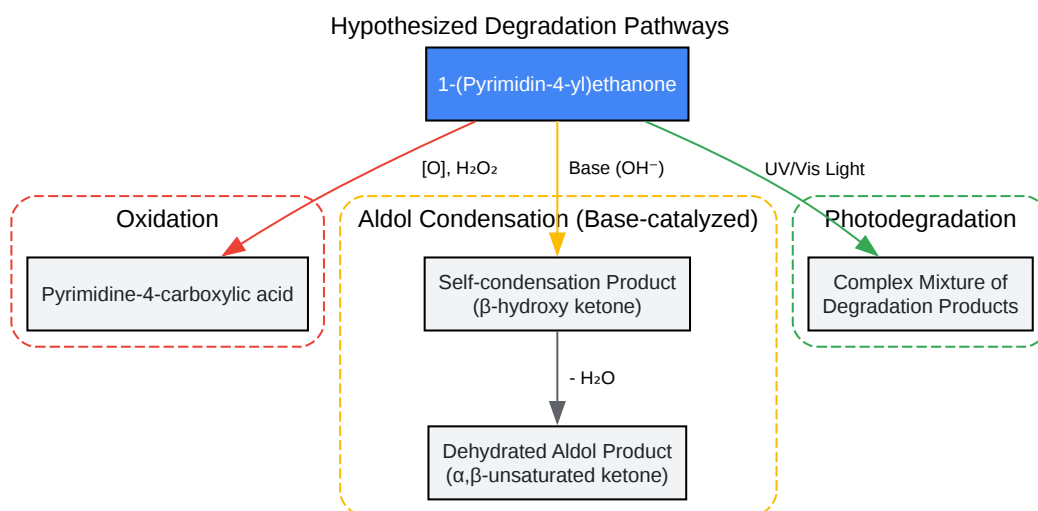 Hypothesized Degradation Pathways
1-(Pyrimidin-4-yl)ethanone
[O], H₂O₂
Base (OH⁻)
UV/Vis Light
Oxidation
Aldol Condensation (Base-catalyzed)
Photodegradation
Pyrimidine-4-carboxylic acid
Self-condensation Product
(β-hydroxy ketone)
Complex Mixture of
Degradation Products
- H₂O
Dehydrated Aldol Product
(α,β-unsaturated ketone)